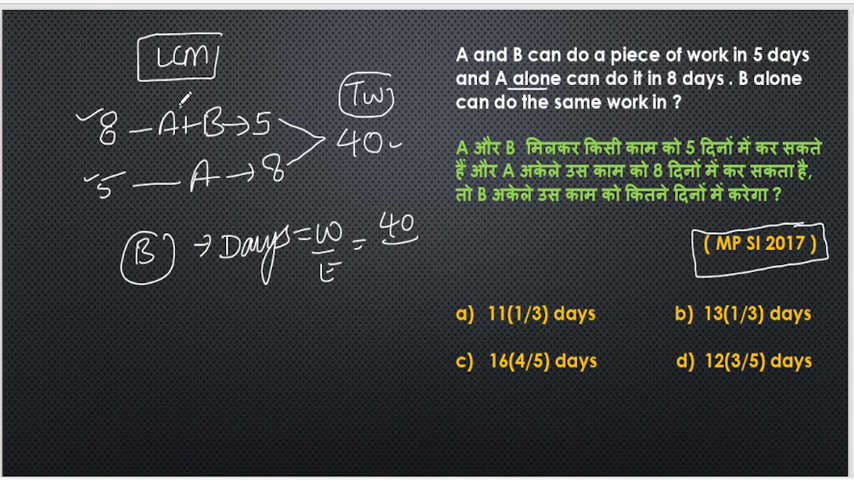 LCM
8 — A+B → 5
TW
40
5 — A → 8
B → Days = W/E = 40
A and B can do a piece of work in 5 days
and A alone can do it in 8 days . B alone
can do the same work in ?
A और B मिलकर किसी काम को 5 दिनों में कर सकते
हैं और A अकेले उस काम को 8 दिनों में कर सकता है,
तो B अकेले उस काम को कितने दिनों में करेगा ?
( MP SI 2017 )
a) 11(1/3) days
b) 13(1/3) days
c) 16(4/5) days
d) 12(3/5) days